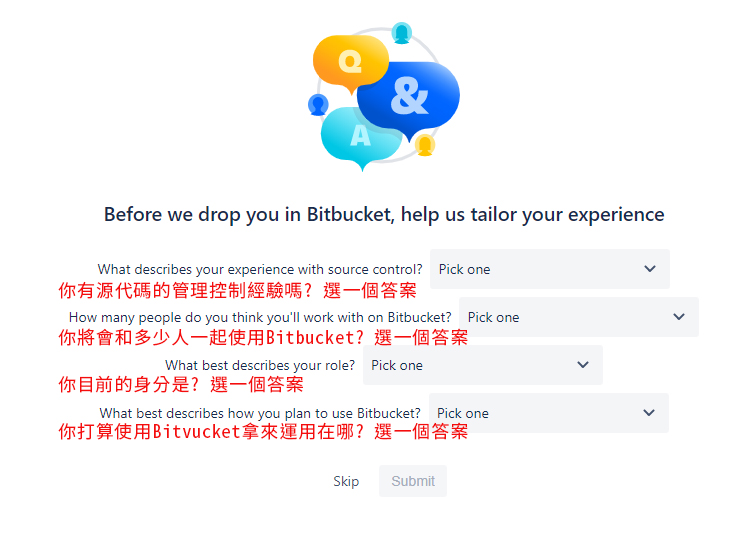 Q
&
A
Before we drop you in Bitbucket, help us tailor your experience
What describes your experience with source control? Pick one
你有源代碼的管理控制經驗嗎? 選一個答案
How many people do you think you'll work with on Bitbucket? Pick one
你將會和多少人一起使用Bitbucket? 選一個答案
What best describes your role? Pick one
你目前的身分是? 選一個答案
What best describes how you plan to use Bitbucket? Pick one
你打算使用Bitvucket拿來運用在哪? 選一個答案
Skip Submit